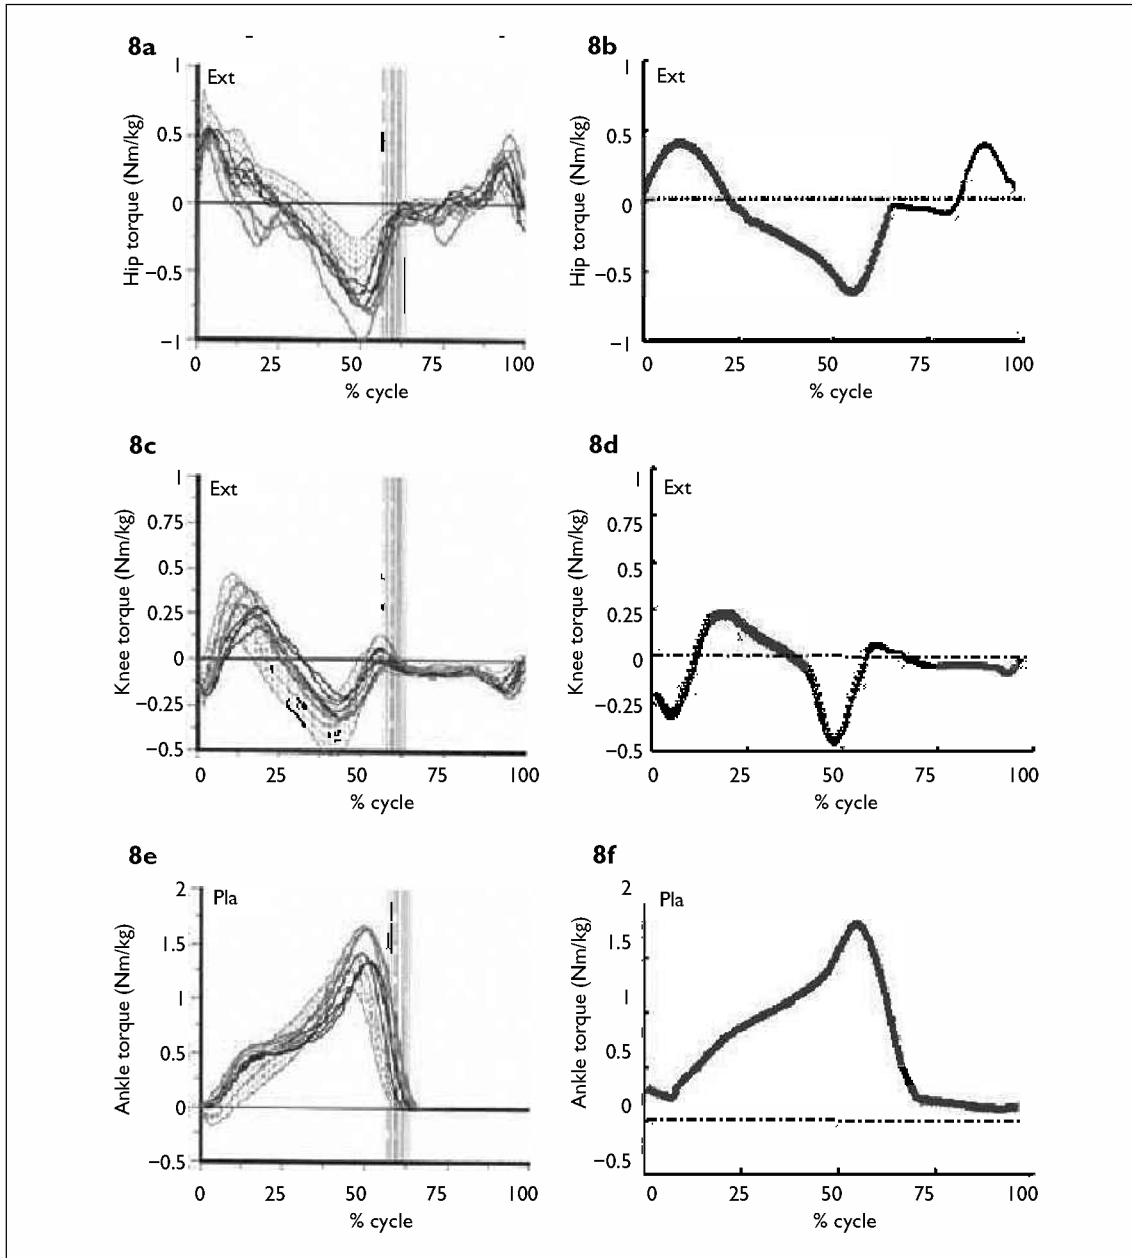 8a
Ext
Hip torque (Nm/kg)
1
0.5
0
−0.5
−1
0 25 50 75 100
% cycle
8b
Ext
Hip torque (Nm/kg)
1
0.5
0
−0.5
−1
0 25 50 75 100
% cycle
8c
Ext
Knee torque (Nm/kg)
1
0.75
0.5
0.25
0
−0.25
−0.5
0 25 50 75 100
% cycle
8d
Ext
Knee torque (Nm/kg)
1
0.75
0.5
0.25
0
−0.25
−0.5
0 25 50 75 100
% cycle
8e
Pla
Ankle torque (Nm/kg)
2
1.5
1
0.5
0
−0.5
0 25 50 75 100
% cycle
8f
Pla
Ankle torque (Nm/kg)
2
1.5
1
0.5
0
−0.5
0 25 50 75 100
% cycle